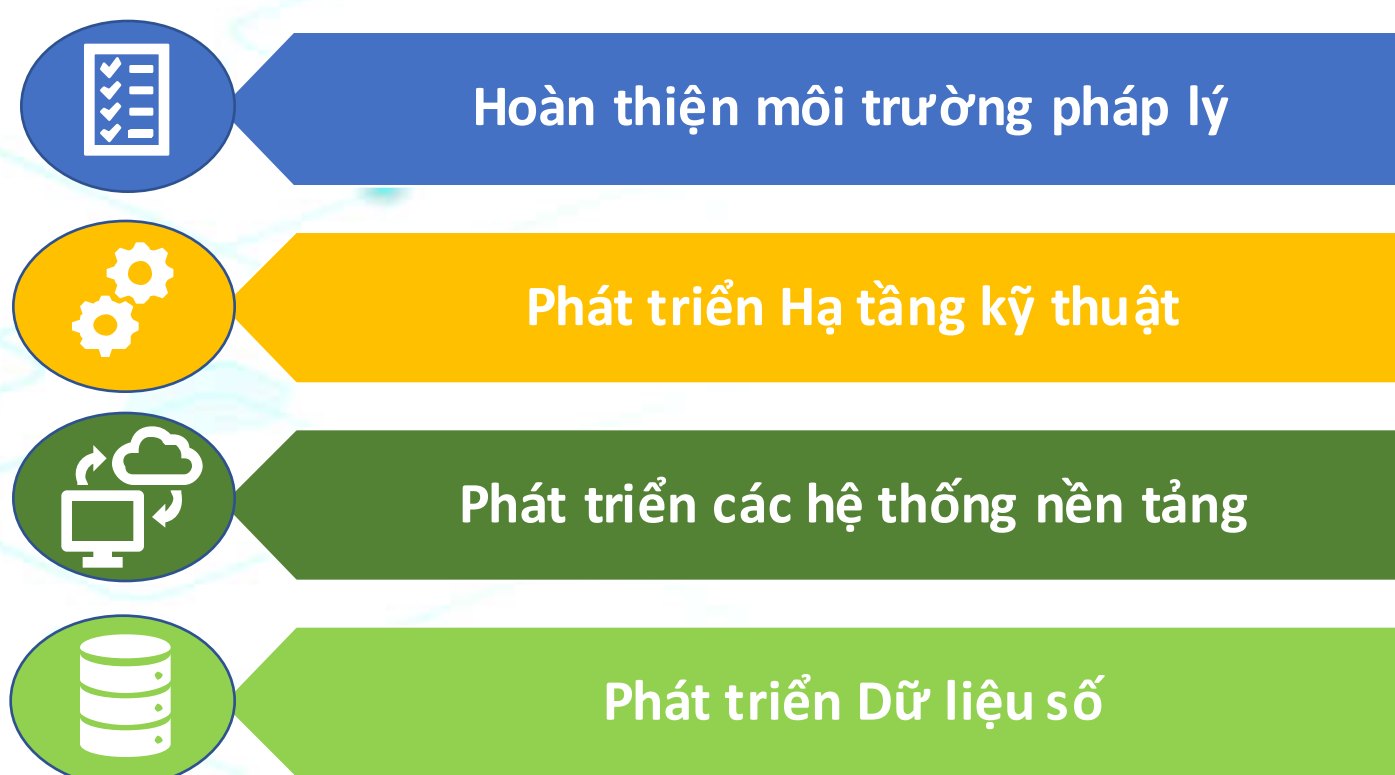 Hoàn thiện môi trường pháp lý
Phát triển Hạ tầng kỹ thuật
Phát triển các hệ thống nền tảng
Phát triển Dữ liệu số